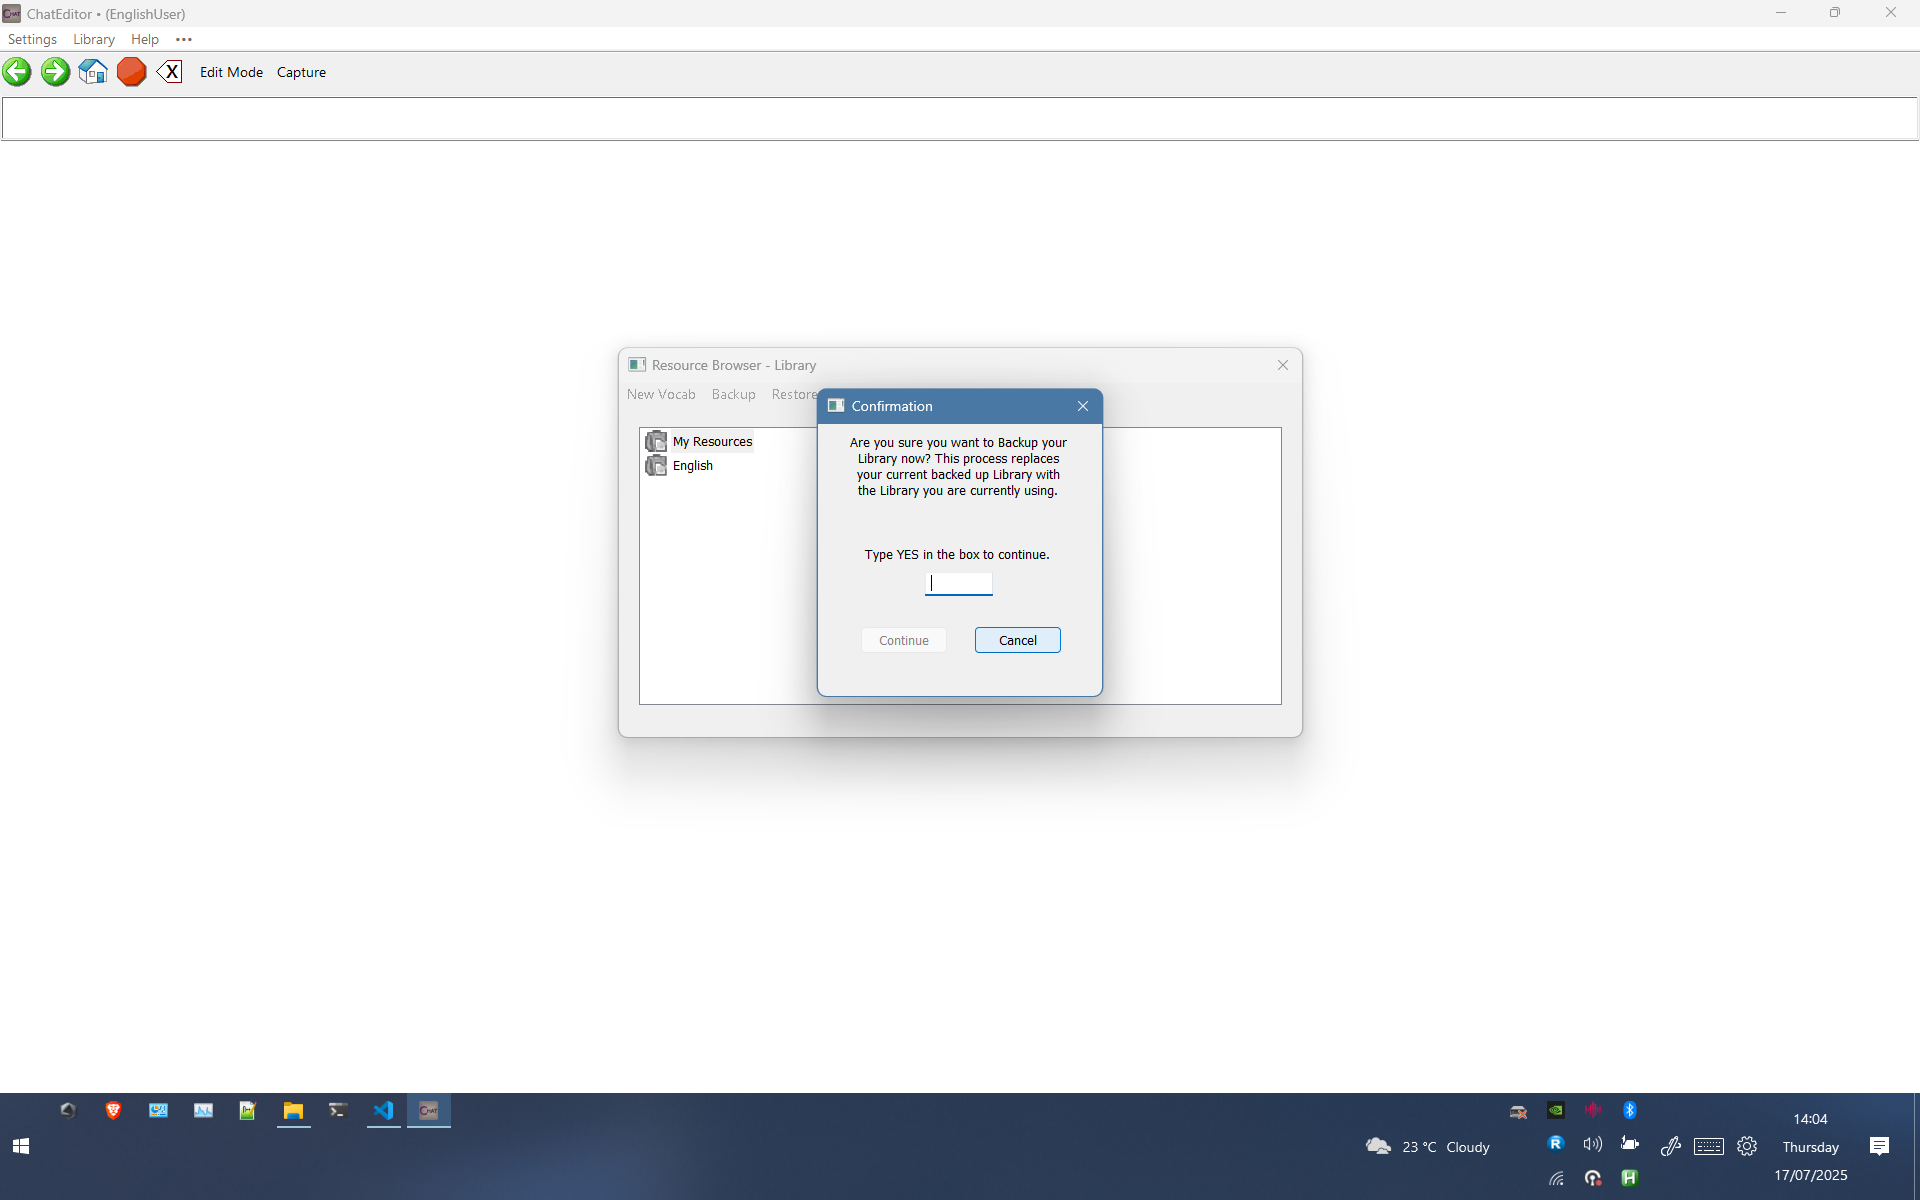 ChatEditor • (EnglishUser)
Settings Library Help •••
X Edit Mode Capture
Resource Browser - Library
New Vocab Backup Restore
Confirmation
My Resources
English
Are you sure you want to Backup your
Library now? This process replaces
your current backed up Library with
the Library you are currently using.
Type YES in the box to continue.
Continue Cancel
23 °C Cloudy
14:04
Thursday
17/07/2025